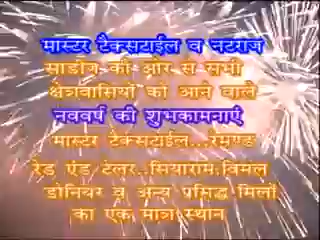 मास्टर टैक्सटाईल व नटराज
साडीज की ओर से सभी
क्षेत्रवासियों को आने वाले
नववर्ष की शुभकामनाएं
मास्टर टैक्सटाईल...रेमण्ड
रेड एंड टेलर..सियाराम.विमल
डोनियर व अन्य प्रसिद्ध मिलों
का एक मात्र स्थान